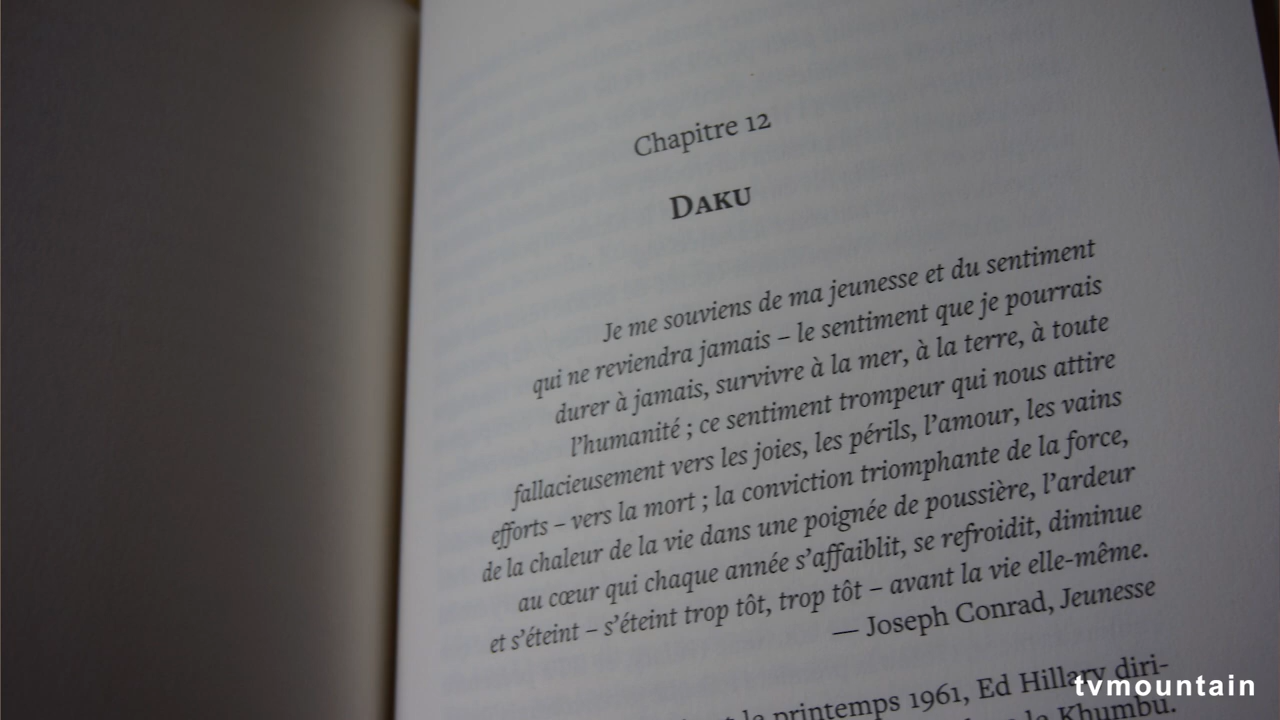 Chapitre 12
DAKU
Je me souviens de ma jeunesse et du sentiment
qui ne reviendra jamais – le sentiment que je pourrais
durer à jamais, survivre à la mer, à la terre, à toute
l’humanité ; ce sentiment trompeur qui nous attire
fallacieusement vers les joies, les périls, l’amour, les vains
efforts – vers la mort ; la conviction triomphante de la force,
de la chaleur de la vie dans une poignée de poussière, l’ardeur
au cœur qui chaque année s’affaiblit, se refroidit, diminue
et s’éteint – s’éteint trop tôt, trop tôt – avant la vie elle-même.
— Joseph Conrad, Jeunesse
le printemps 1961, Ed Hillary diri-
le Khumbu.
tvmountain